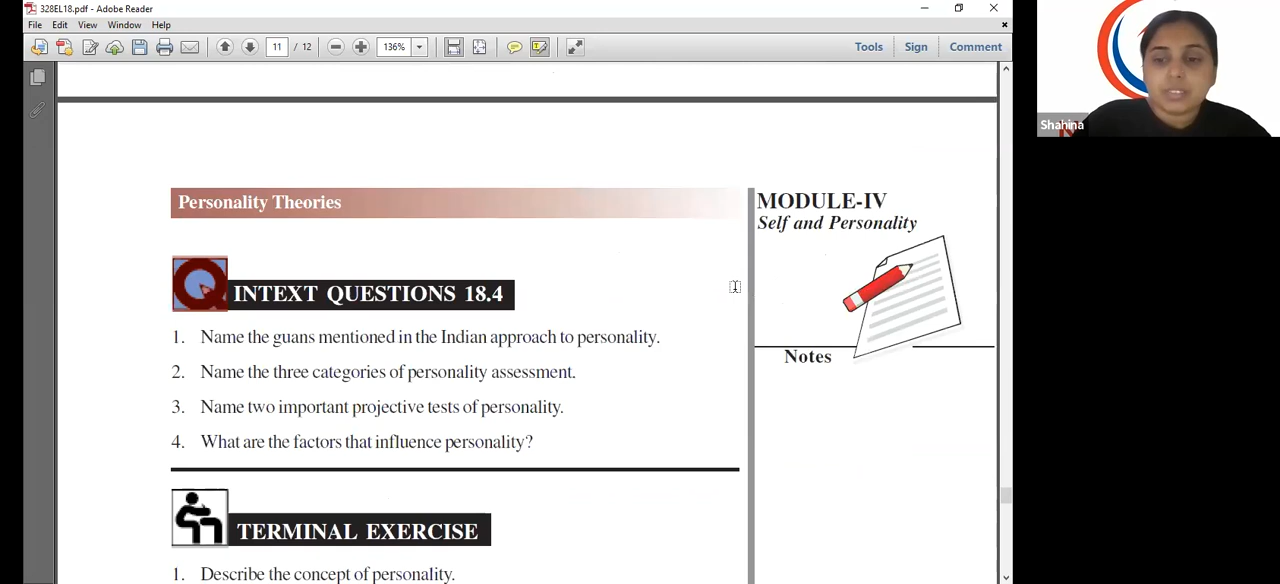 328EL18.pdf - Adobe Reader
File Edit View Window Help
11 / 12
136%
Tools Sign Comment
Shahina
Personality Theories
MODULE-IV
Self and Personality
Notes
INTEXT QUESTIONS 18.4
1. Name the guans mentioned in the Indian approach to personality.
2. Name the three categories of personality assessment.
3. Name two important projective tests of personality.
4. What are the factors that influence personality?
TERMINAL EXERCISE
1. Describe the concept of personality.